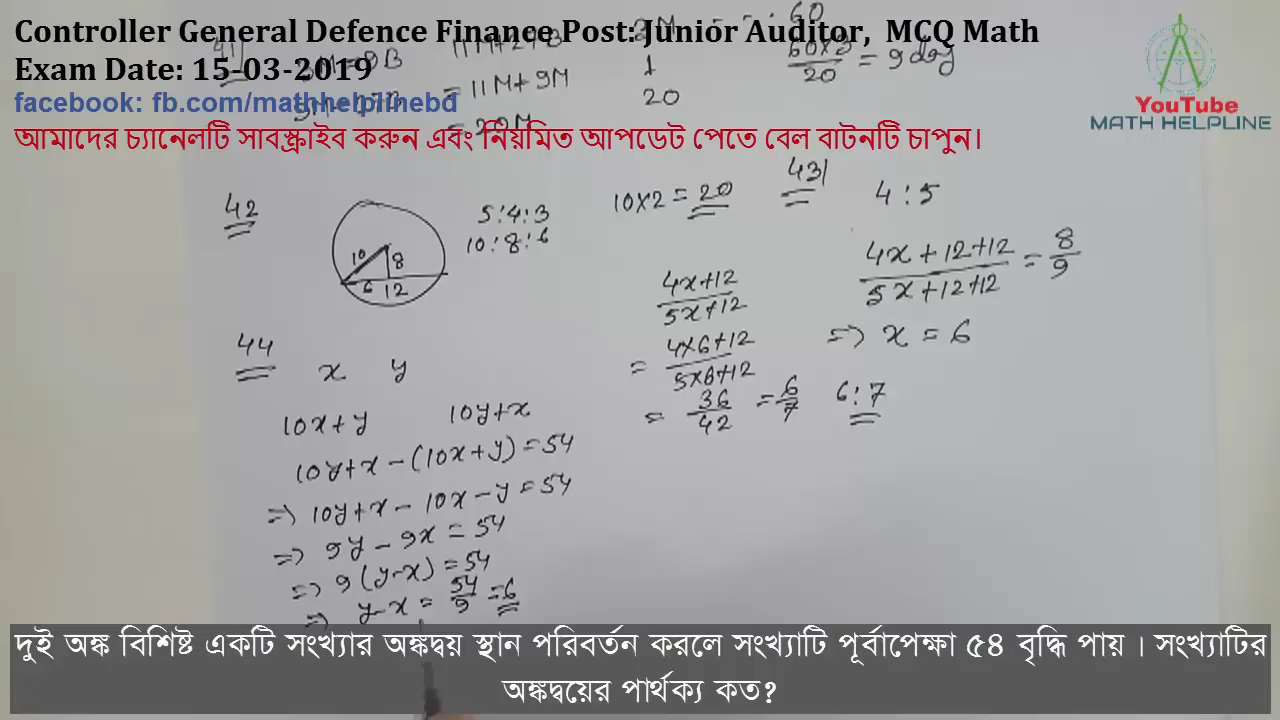 Controller General Defence Finance Post: Junior Auditor, MCQ Math
Exam Date: 15-03-2019
facebook: fb.com/mathhelplinebd
আমাদের চ্যানেলটি সাবস্ক্রাইব করুন এবং নিয়মিত আপডেট পেতে বেল বাটনটি চাপুন।
YouTube
MATH HELPLINE
41)
= 11M+9M
1
20
60×3/20 = 9 day
42
10
8
6
12
5:4:3
10:8:6
10×2 = 20
43)
4 : 5
(4x+12+12)/(5x+12+12) = 8/9
=> x = 6
(4x+12)/(5x+12)
= (4×6+12)/(5×6+12)
= 36/42 = 6/7 6:7
44
x y
10x+y 10y+x
10y+x-(10x+y)=54
=> 10y+x-10x-y=54
=> 9y-9x=54
=> 9(y-x)=54
=> y-x = 54/9 = 6
দুই অঙ্ক বিশিষ্ট একটি সংখ্যার অঙ্কদ্বয় স্থান পরিবর্তন করলে সংখ্যাটি পূর্বাপেক্ষা ৫৪ বৃদ্ধি পায় । সংখ্যাটির
অঙ্কদ্বয়ের পার্থক্য কত?